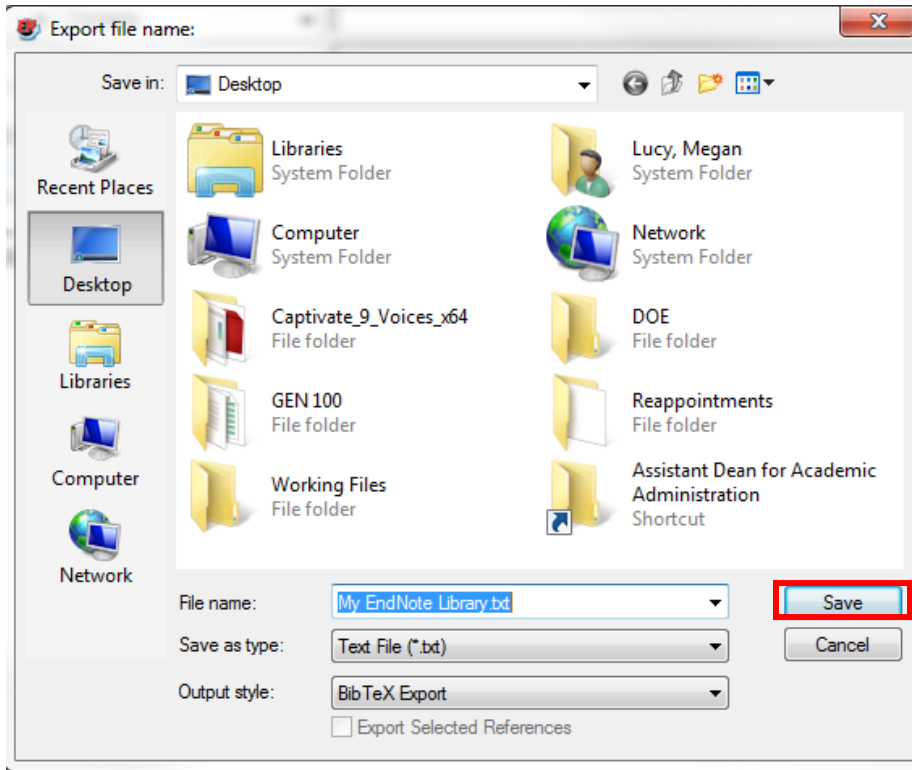 Export file name:
Save in:
Desktop
Recent Places
Desktop
Libraries
Computer
Network
Libraries
System Folder
Lucy, Megan
System Folder
Computer
System Folder
Network
System Folder
Captivate_9_Voices_x64
File folder
DOE
File folder
GEN 100
File folder
Reappointments
File folder
Working Files
File folder
Assistant Dean for Academic
Administration
Shortcut
File name:
My EndNote Library.txt
Save
Save as type:
Text File (*.txt)
Cancel
Output style:
BibTeX Export
Export Selected References